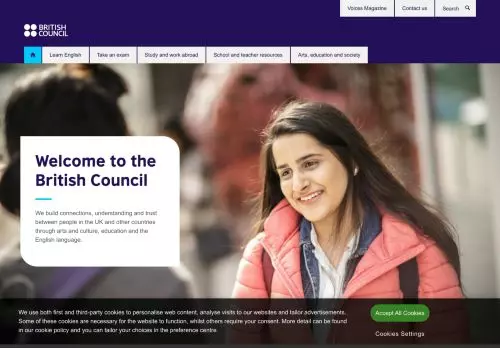 Voices Magazine Contact us Search
BRITISH
COUNCIL
Learn English Take an exam Study and work abroad School and teacher resources Arts, education and society
Welcome to the
British Council
We build connections, understanding and trust
between people in the UK and other countries
through arts and culture, education and the
English language.
We use both first and third-party cookies to personalise web content, analyse visits to our websites and tailor advertisements.
Some of these cookies are necessary for the website to function, whilst others require your consent. More detail can be found
in our cookie policy and you can tailor your choices in the preference centre.
Accept All Cookies
Cookies Settings